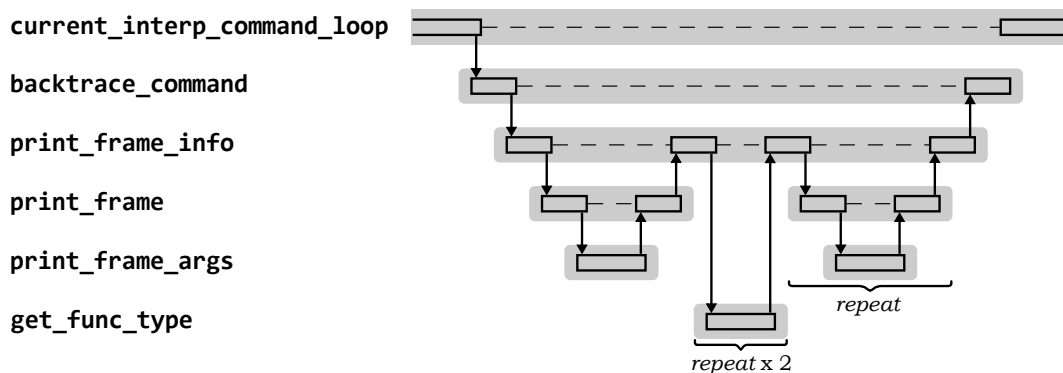 current_interp_command_loop
backtrace_command
print_frame_info
print_frame
print_frame_args
repeat
get_func_type
repeat x 2